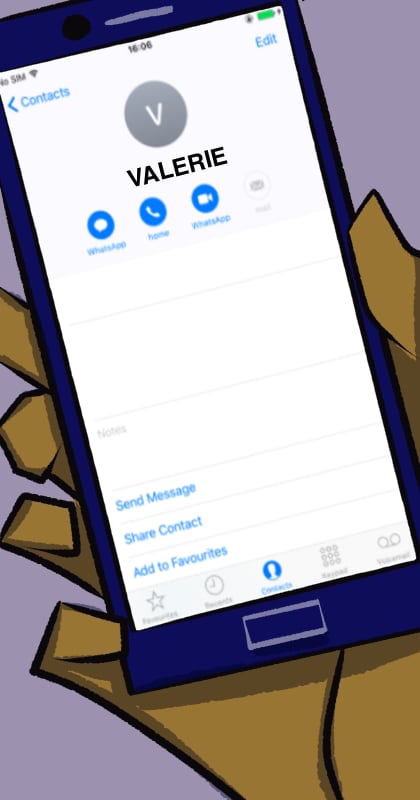 No SIM
16:06
Contacts
Edit
V
VALERIE
WhatsApp
home
WhatsApp
mail
Notes
Send Message
Share Contact
Add to Favourites
Favourites
Recents
Contacts
Keypad
Voicemail